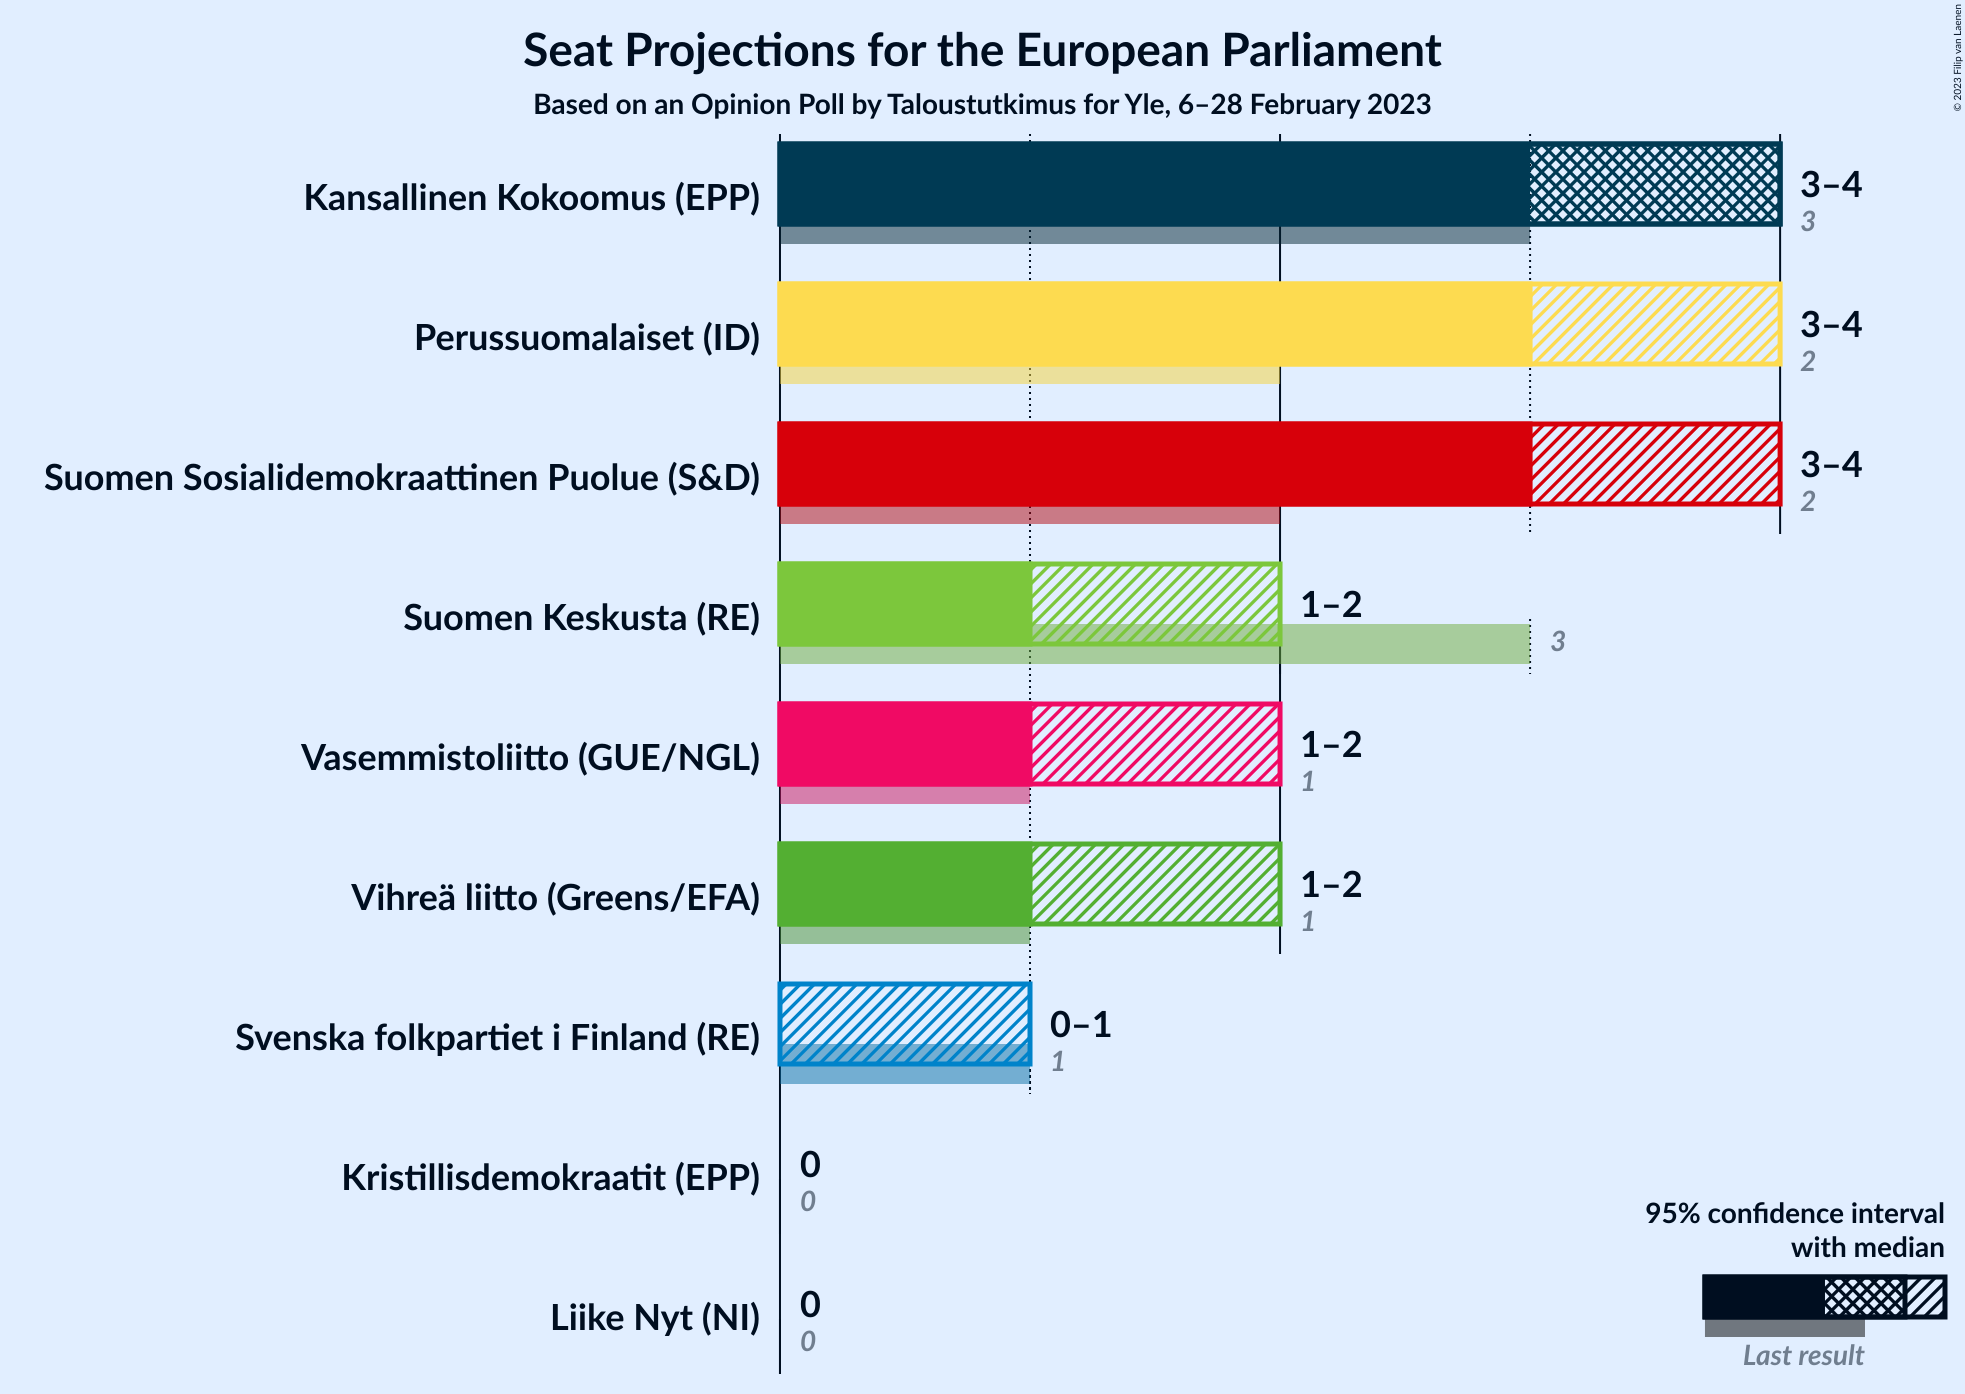 Seat Projections for the European Parliament
Based on an Opinion Poll by Taloustutkimus for Yle, 6–28 February 2023
© 2023 Filip van Laenen
Kansallinen Kokoomus (EPP)
3–4
3
Perussuomalaiset (ID)
3–4
2
Suomen Sosialidemokraattinen Puolue (S&D)
3–4
2
Suomen Keskusta (RE)
1–2
3
Vasemmistoliitto (GUE/NGL)
1–2
1
Vihreä liitto (Greens/EFA)
1–2
1
Svenska folkpartiet i Finland (RE)
0–1
1
Kristillisdemokraatit (EPP)
0
0
Liike Nyt (NI)
0
0
95% confidence interval
with median
Last result